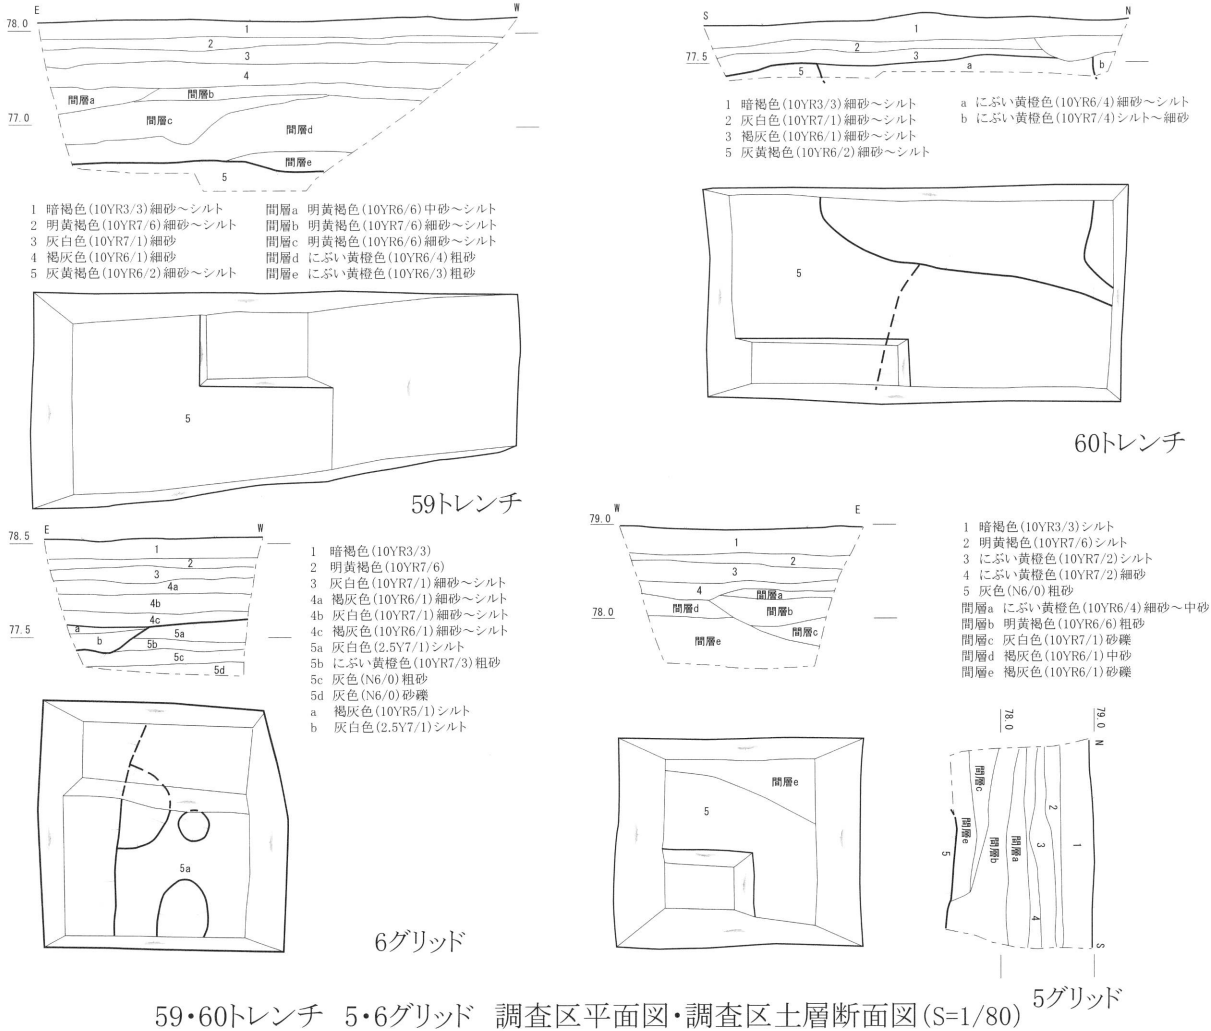 E
W
78.0
1
2
3
4
間層a
間層b
間層c
77.0
間層d
間層e
5
1 暗褐色(10YR3/3)細砂～シルト
2 明黄褐色(10YR7/6)細砂～シルト
3 灰白色(10YR7/1)細砂
4 褐灰色(10YR6/1)細砂
5 灰黄褐色(10YR6/2)細砂～シルト
間層a 明黄褐色(10YR6/6)中砂～シルト
間層b 明黄褐色(10YR7/6)細砂～シルト
間層c 明黄褐色(10YR6/6)細砂～シルト
間層d にぶい黄橙色(10YR6/4)粗砂
間層e にぶい黄橙色(10YR6/3)粗砂
5
59トレンチ
S
N
1
2
77.5
3
5
a
b
1 暗褐色(10YR3/3)細砂～シルト
2 灰白色(10YR7/1)細砂～シルト
3 褐灰色(10YR6/1)細砂～シルト
5 灰黄褐色(10YR6/2)細砂～シルト
a にぶい黄橙色(10YR6/4)細砂～シルト
b にぶい黄橙色(10YR7/4)シルト～細砂
5
60トレンチ
E
W
78.5
1
2
3
4a
4b
4c
77.5
a
b
5a
5b
5c
5d
1 暗褐色(10YR3/3)
2 明黄褐色(10YR7/6)
3 灰白色(10YR7/1)細砂～シルト
4a 褐灰色(10YR6/1)細砂～シルト
4b 灰白色(10YR7/1)細砂～シルト
4c 褐灰色(10YR6/1)細砂～シルト
5a 灰白色(2.5Y7/1)シルト
5b にぶい黄橙色(10YR7/3)粗砂
5c 灰色(N6/0)粗砂
5d 灰色(N6/0)砂礫
a 褐灰色(10YR5/1)シルト
b 灰白色(2.5Y7/1)シルト
5a
6グリッド
W
E
79.0
1
2
3
4
間層a
78.0
間層d
間層b
間層c
間層e
1 暗褐色(10YR3/3)シルト
2 明黄褐色(10YR7/6)シルト
3 にぶい黄橙色(10YR7/2)シルト
4 にぶい黄橙色(10YR7/2)細砂
5 灰色(N6/0)粗砂
間層a にぶい黄橙色(10YR6/4)細砂～中砂
間層b 明黄褐色(10YR6/6)粗砂
間層c 灰白色(10YR7/1)砂礫
間層d 褐灰色(10YR6/1)中砂
間層e 褐灰色(10YR6/1)砂礫
間層e
5
78.0
79.0
N
間層c
2
間層e
間層b
間層a
3
1
5
4
S
5グリッド
59・60トレンチ 5・6グリッド 調査区平面図・調査区土層断面図(S=1/80)